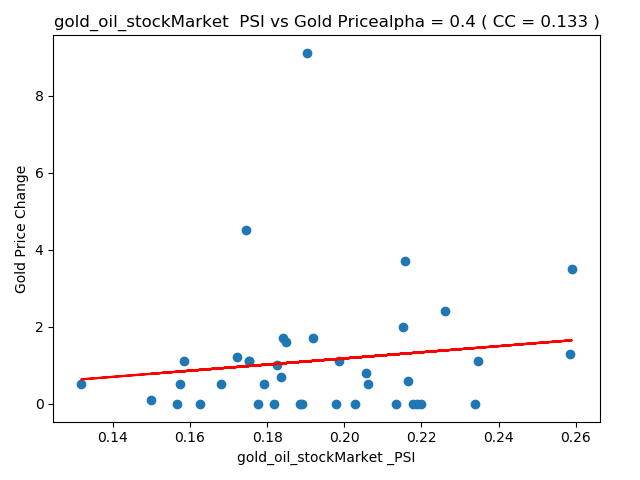 gold_oil_stockMarket  PSI vs Gold Pricealpha = 0.4 ( CC = 0.133 )
Gold Price Change
8
6
4
2
0
0.14 0.16 0.18 0.20 0.22 0.24 0.26
gold_oil_stockMarket _PSI